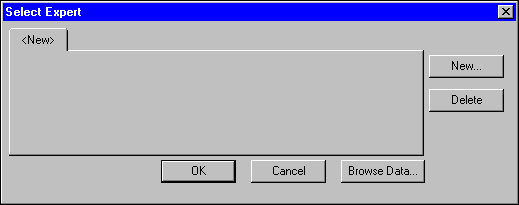 Select Expert
<New>
New...
Delete
OK
Cancel
Browse Data...